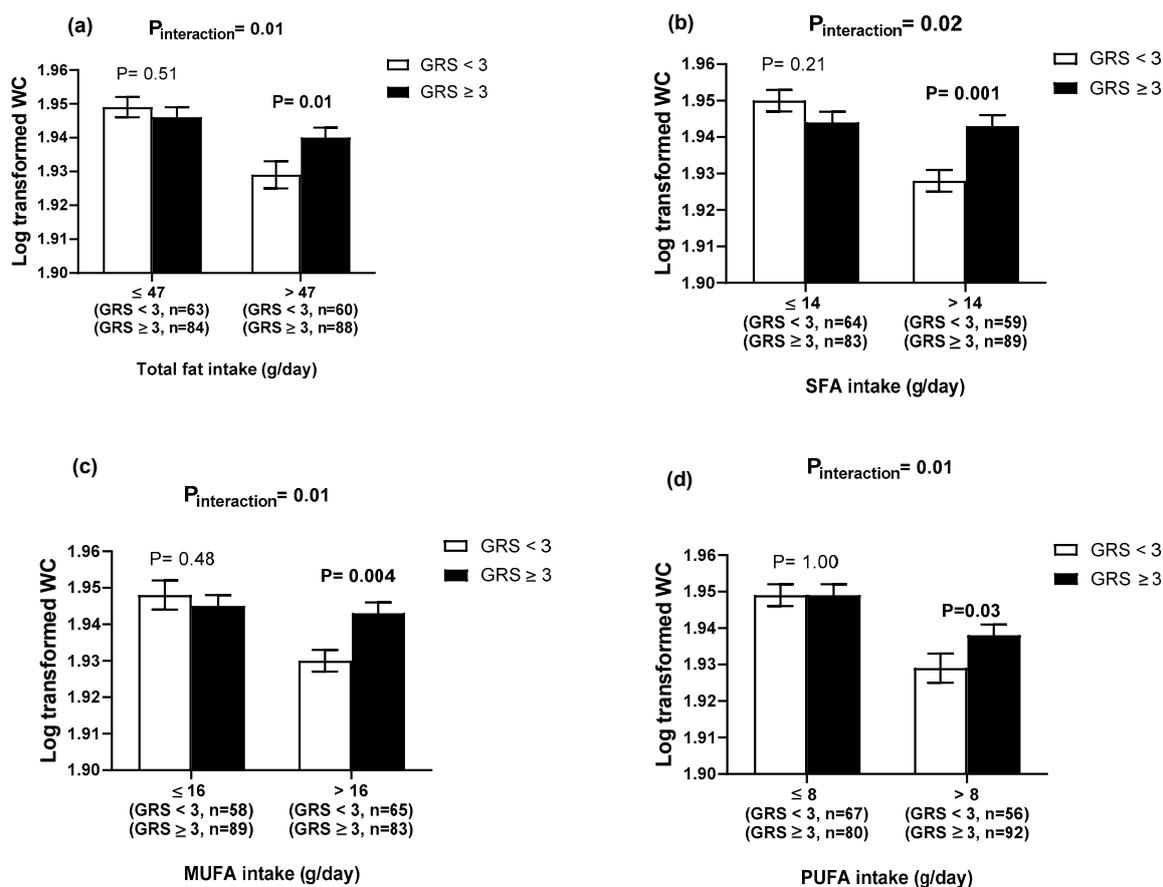 (a)
Pinteraction= 0.01
GRS < 3
GRS ≥ 3
Log transformed WC
1.96
1.95
1.94
1.93
1.92
1.91
1.90
P= 0.51
P= 0.01
≤ 47
(GRS < 3, n=63)
(GRS ≥ 3, n=84)
> 47
(GRS < 3, n=60)
(GRS ≥ 3, n=88)
Total fat intake (g/day)
(b)
Pinteraction= 0.02
GRS < 3
GRS ≥ 3
Log transformed WC
1.96
1.95
1.94
1.93
1.92
1.91
1.90
P= 0.21
P= 0.001
≤ 14
(GRS < 3, n=64)
(GRS ≥ 3, n=83)
> 14
(GRS < 3, n=59)
(GRS ≥ 3, n=89)
SFA intake (g/day)
(c)
Pinteraction= 0.01
GRS < 3
GRS ≥ 3
Log transformed WC
1.96
1.95
1.94
1.93
1.92
1.91
1.90
P= 0.48
P= 0.004
≤ 16
(GRS < 3, n=58)
(GRS ≥ 3, n=89)
> 16
(GRS < 3, n=65)
(GRS ≥ 3, n=83)
MUFA intake (g/day)
(d)
Pinteraction= 0.01
GRS < 3
GRS ≥ 3
Log transformed WC
1.96
1.95
1.94
1.93
1.92
1.91
1.90
P= 1.00
P=0.03
≤ 8
(GRS < 3, n=67)
(GRS ≥ 3, n=80)
> 8
(GRS < 3, n=56)
(GRS ≥ 3, n=92)
PUFA intake (g/day)